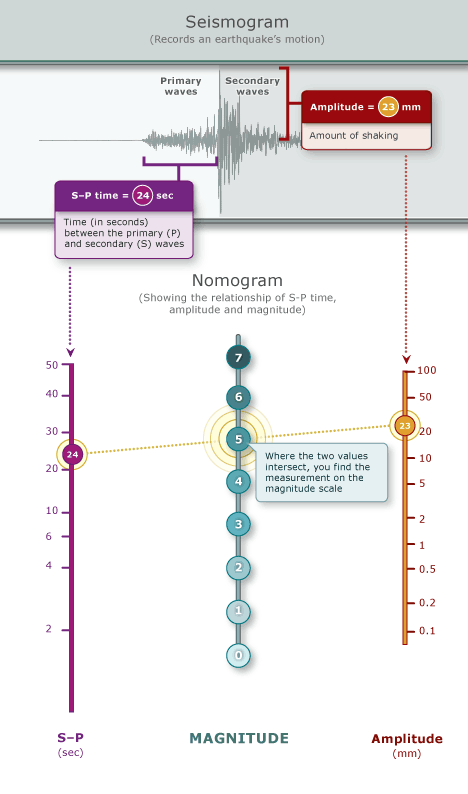 Seismogram
(Records an earthquake's motion)
Primary
waves
Secondary
waves
Amplitude = 23 mm
Amount of shaking
S–P time = 24 sec
Time (in seconds)
between the primary (P)
and secondary (S) waves
Nomogram
(Showing the relationship of S-P time,
amplitude and magnitude)
50
40
30
24
20
10
6
4
2
7
6
5
4
3
2
1
0
Where the two values
intersect, you find the
measurement on the
magnitude scale
100
50
23
20
10
5
2
1
0.5
0.2
0.1
S–P
(sec)
MAGNITUDE
Amplitude
(mm)